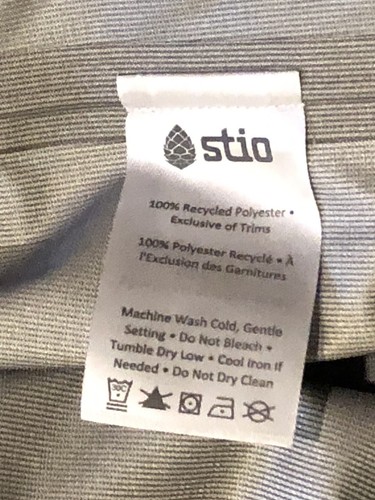 stio
100% Recycled Polyester •
Exclusive of Trims
100% Polyester Recyclé • À
l'Exclusion des Garnitures
Machine Wash Cold, Gentle
Setting • Do Not Bleach •
Tumble Dry Low • Cool Iron If
Needed • Do Not Dry Clean
30C